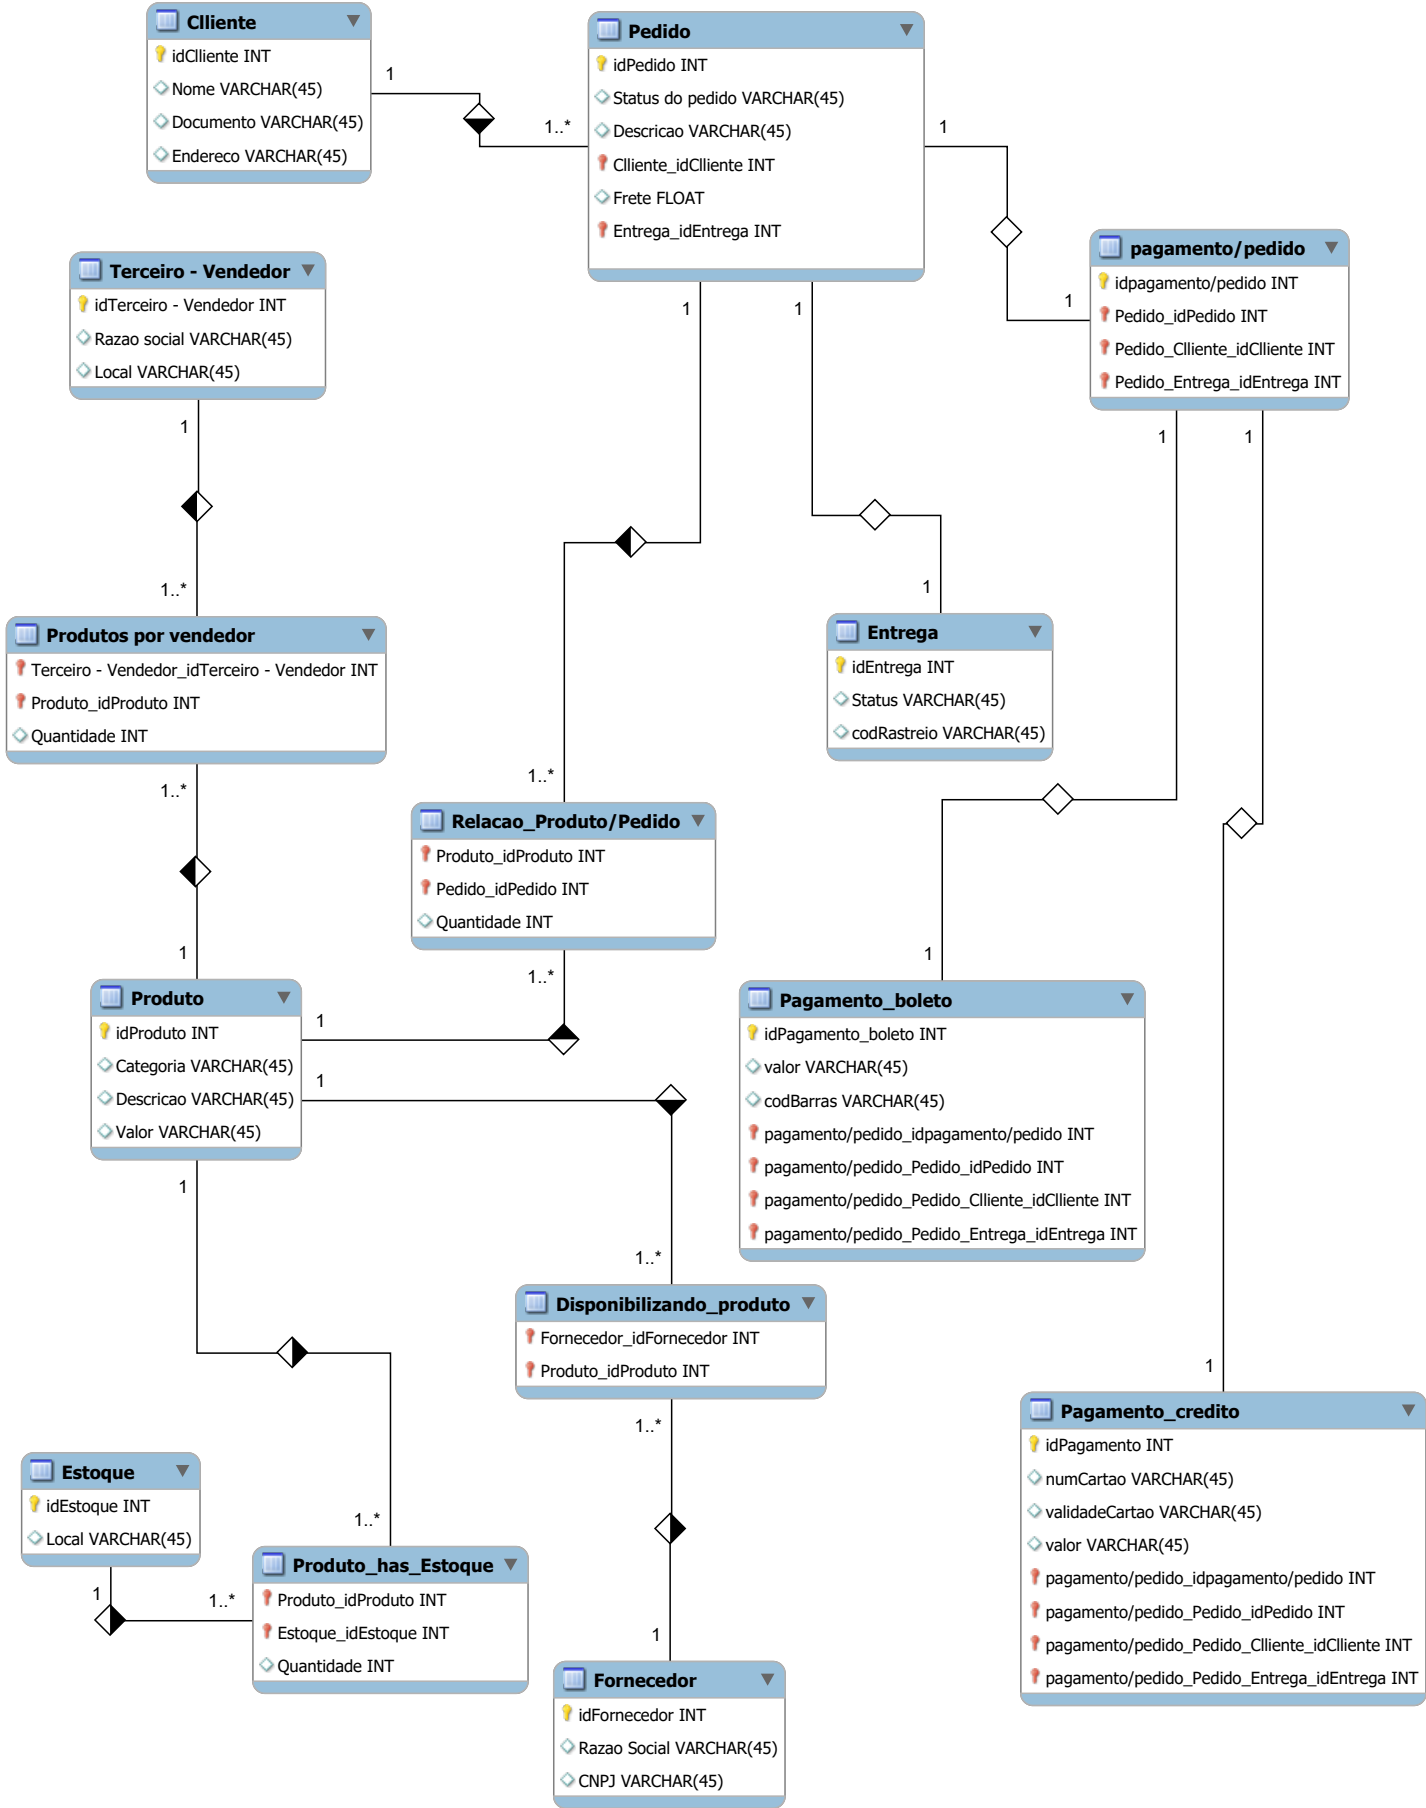 Clliente
idClliente INT
Nome VARCHAR(45)
Documento VARCHAR(45)
Endereco VARCHAR(45)
1
1..*
Pedido
idPedido INT
Status do pedido VARCHAR(45)
Descricao VARCHAR(45)
Clliente_idClliente INT
Frete FLOAT
Entrega_idEntrega INT
1
1
pagamento/pedido
idpagamento/pedido INT
Pedido_idPedido INT
Pedido_Clliente_idClliente INT
Pedido_Entrega_idEntrega INT
1
1
Terceiro - Vendedor
idTerceiro - Vendedor INT
Razao social VARCHAR(45)
Local VARCHAR(45)
1
1..*
1
1
1
Produtos por vendedor
Terceiro - Vendedor_idTerceiro - Vendedor INT
Produto_idProduto INT
Quantidade INT
1..*
1
Entrega
idEntrega INT
Status VARCHAR(45)
codRastreio VARCHAR(45)
1..*
Relacao_Produto/Pedido
Produto_idProduto INT
Pedido_idPedido INT
Quantidade INT
1..*
Produto
idProduto INT
Categoria VARCHAR(45)
Descricao VARCHAR(45)
Valor VARCHAR(45)
1
1
1
1
Pagamento_boleto
idPagamento_boleto INT
valor VARCHAR(45)
codBarras VARCHAR(45)
pagamento/pedido_idpagamento/pedido INT
pagamento/pedido_Pedido_idPedido INT
pagamento/pedido_Pedido_Clliente_idClliente INT
pagamento/pedido_Pedido_Entrega_idEntrega INT
1..*
Disponibilizando_produto
Fornecedor_idFornecedor INT
Produto_idProduto INT
1..*
1
1
Pagamento_credito
idPagamento INT
numCartao VARCHAR(45)
validadeCartao VARCHAR(45)
valor VARCHAR(45)
pagamento/pedido_idpagamento/pedido INT
pagamento/pedido_Pedido_idPedido INT
pagamento/pedido_Pedido_Clliente_idClliente INT
pagamento/pedido_Pedido_Entrega_idEntrega INT
Estoque
idEstoque INT
Local VARCHAR(45)
1
1..*
1..*
Produto_has_Estoque
Produto_idProduto INT
Estoque_idEstoque INT
Quantidade INT
Fornecedor
idFornecedor INT
Razao Social VARCHAR(45)
CNPJ VARCHAR(45)